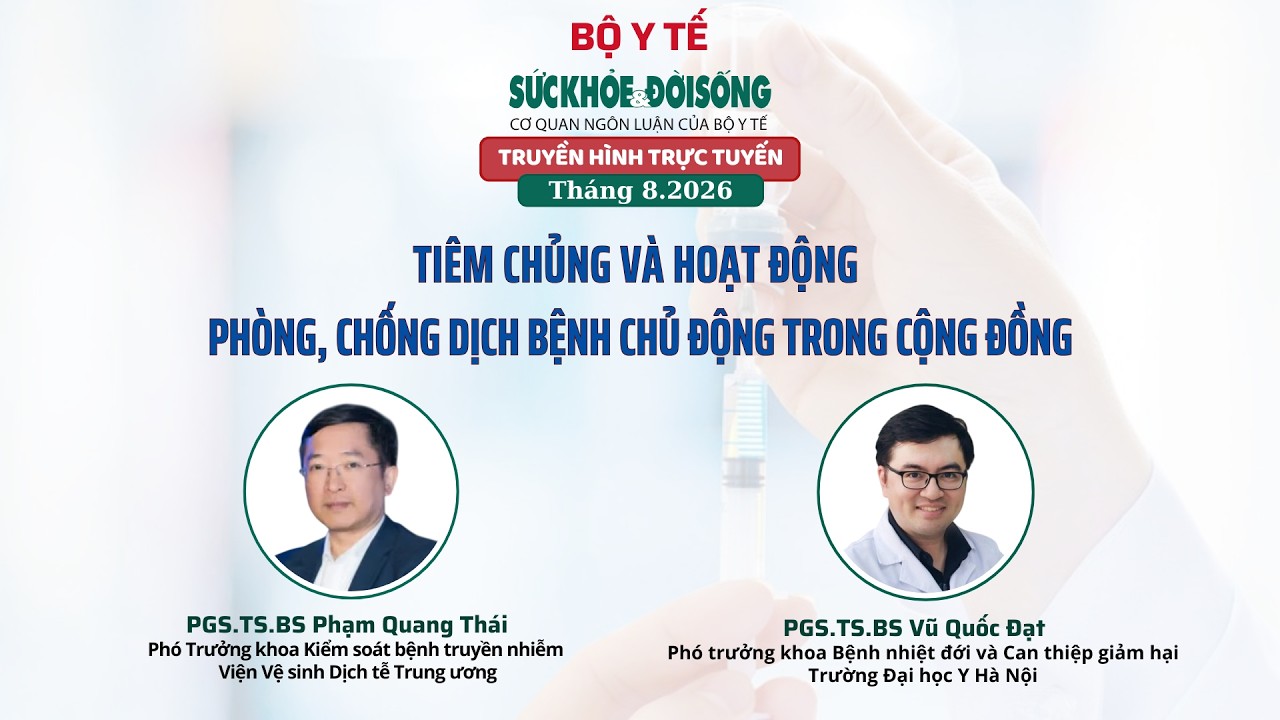 BỘ Y TẾ
SỨCKHỎE&ĐỜISỐNG
CƠ QUAN NGÔN LUẬN CỦA BỘ Y TẾ
TRUYỀN HÌNH TRỰC TUYẾN
Tháng 8.2026
TIÊM CHỦNG VÀ HOẠT ĐỘNG
PHÒNG, CHỐNG DỊCH BỆNH CHỦ ĐỘNG TRONG CỘNG ĐỒNG
PGS.TS.BS Phạm Quang Thái
Phó Trưởng khoa Kiểm soát bệnh truyền nhiễm
Viện Vệ sinh Dịch tễ Trung ương
PGS.TS.BS Vũ Quốc Đạt
Phó trưởng khoa Bệnh nhiệt đới và Can thiệp giảm hại
Trường Đại học Y Hà Nội